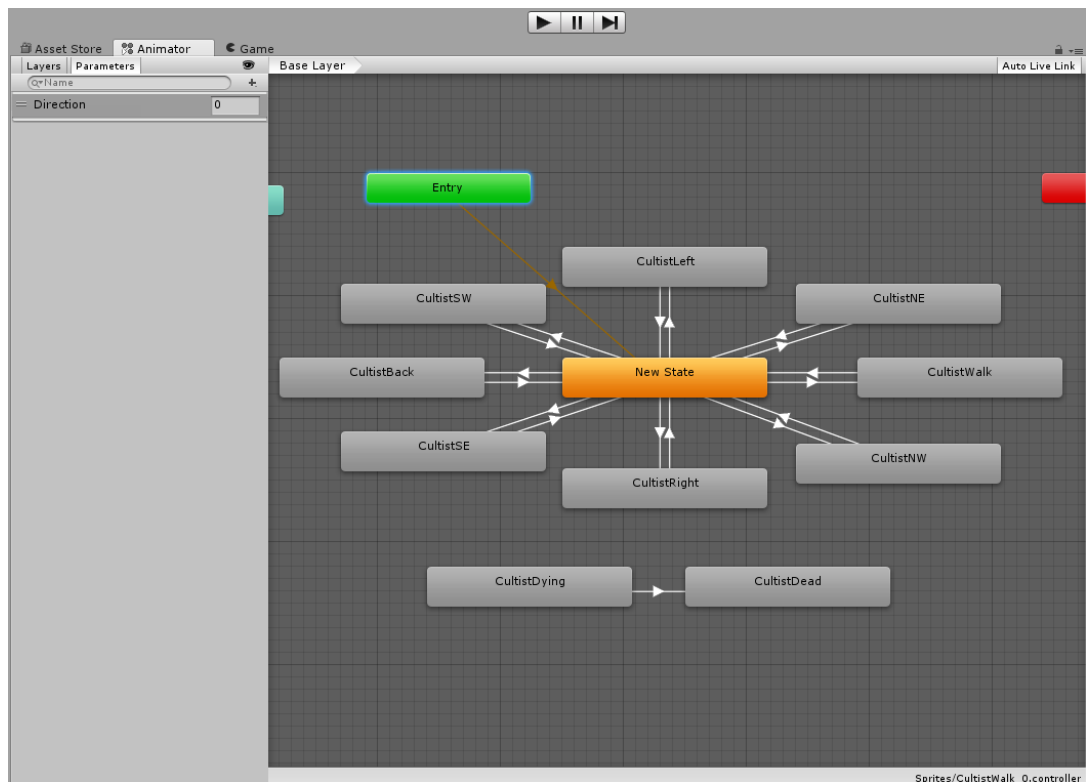 Asset Store Animator Game
Layers Parameters Base Layer Auto Live Link
Name
Direction 0
Entry
CultistLeft
CultistSW CultistNE
CultistBack New State CultistWalk
CultistSE CultistNW
CultistRight
CultistDying CultistDead
Sprites/CultistWalk_0.controller